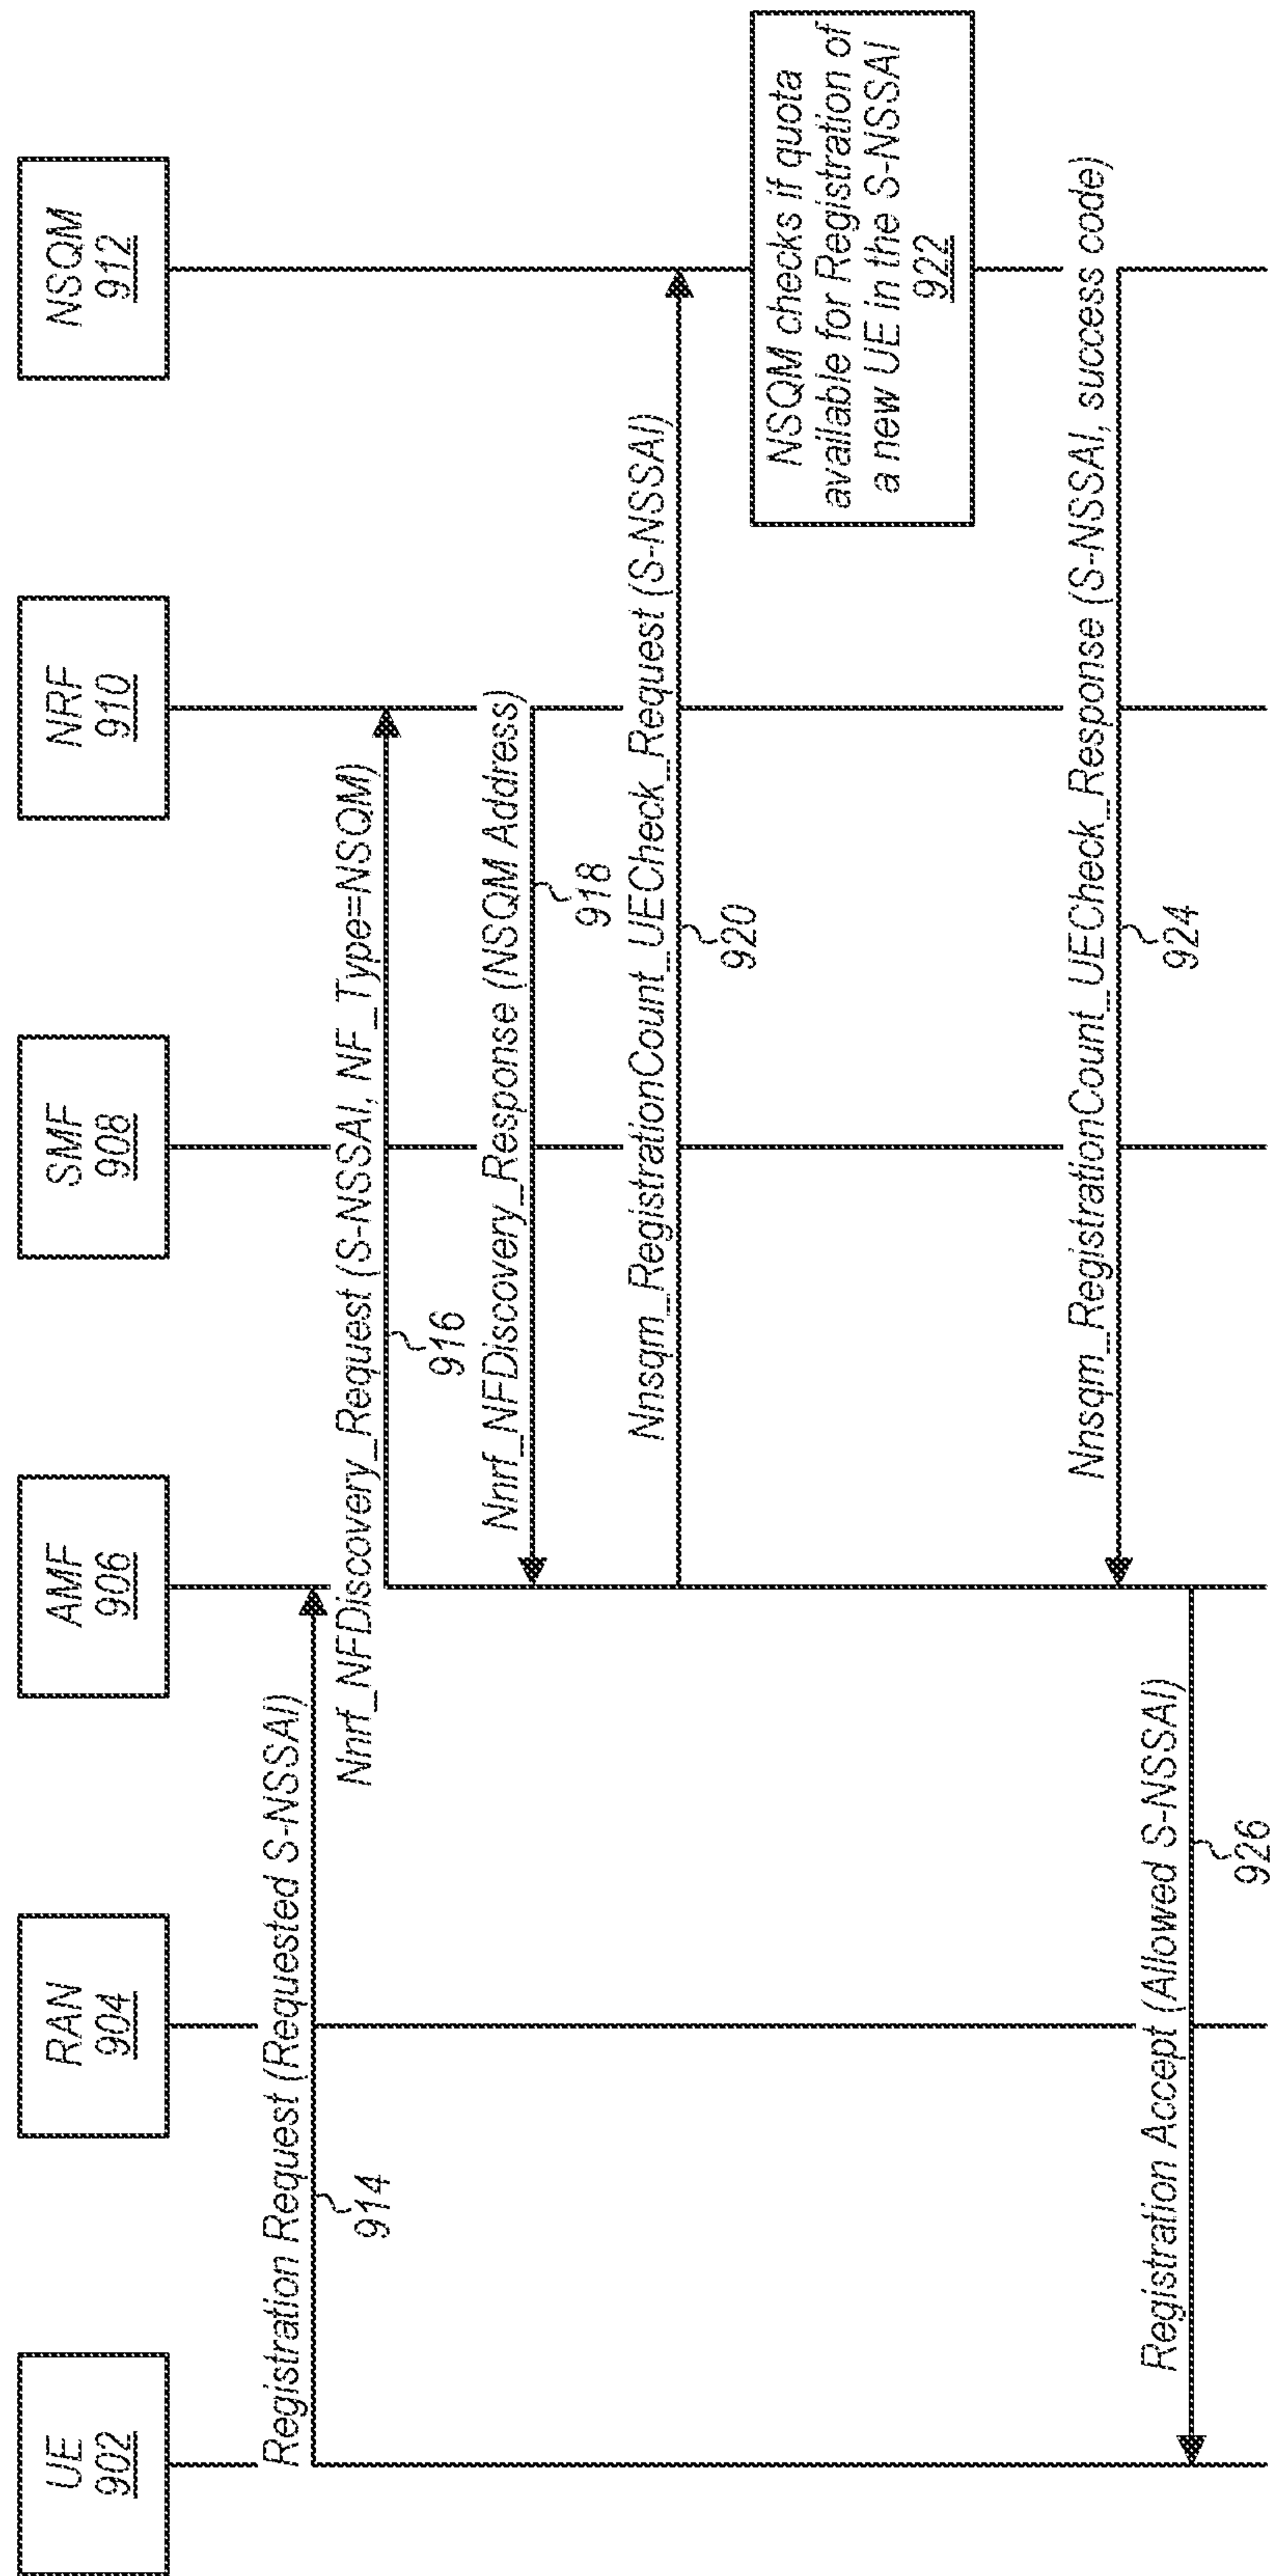 UE
902
RAN
904
AMF
906
SMF
908
NRF
910
NSQM
912
Registration Request (Requested S-NSSAI)
914
Nnrf_NFDiscovery_Request (S-NSSAI, NF_Type=NSQM)
916
Nnrf_NFDiscovery_Response (NSQM Address)
918
Nnsqm_RegistrationCount_UECheck_Request (S-NSSAI)
920
NSQM checks if quota
available for Registration of
a new UE in the S-NSSAI
922
Nnsqm_RegistrationCount_UECheck_Response (S-NSSAI, success code)
924
Registration Accept (Allowed S-NSSAI)
926